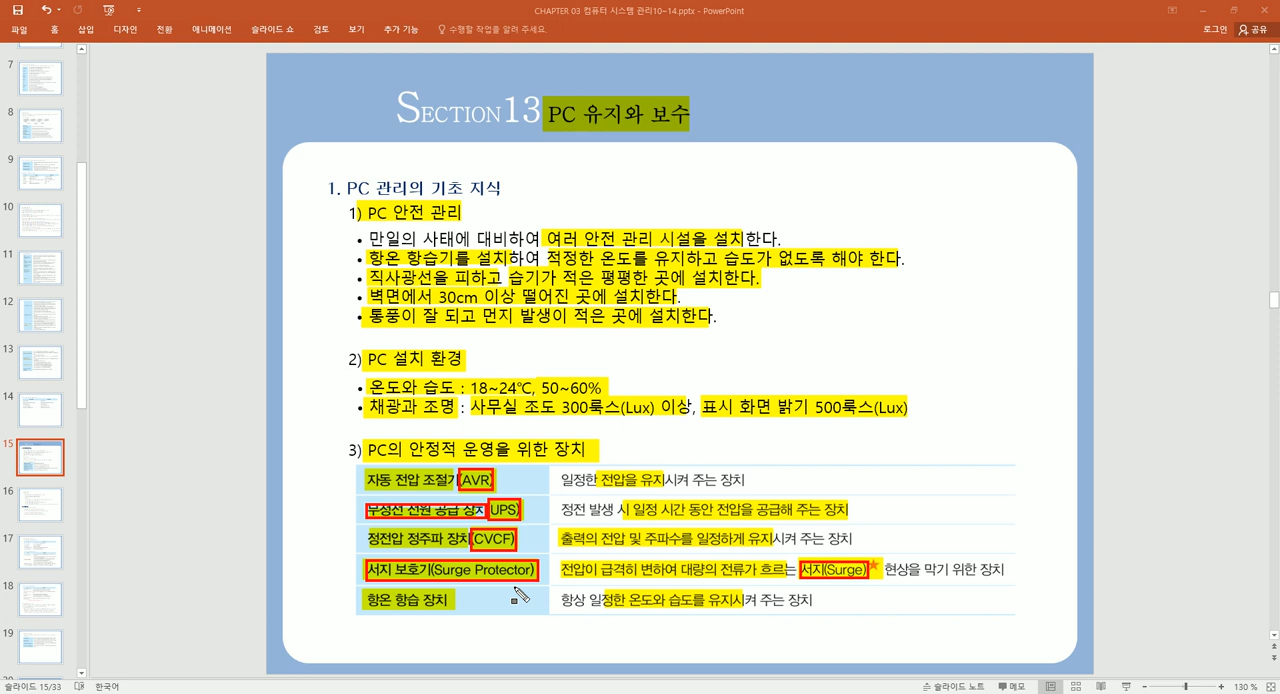 CHAPTER 03 컴퓨터 시스템 관리10~14.pptx - PowerPoint
파일 홈 삽입 디자인 전환 애니메이션 슬라이드 쇼 검토 보기 추가 기능 수행할 작업을 알려 주세요. 로그인 공유
7
8
9
10
11
12
13
14
15
16
17
18
19
SECTION13 PC 유지와 보수
1. PC 관리의 기초 지식
1) PC 안전 관리
• 만일의 사태에 대비하여 여러 안전 관리 시설을 설치한다.
• 항온 항습기를 설치하여 적정한 온도를 유지하고 습도가 없도록 해야 한다.
• 직사광선을 피하고 습기가 적은 평평한 곳에 설치한다.
• 벽면에서 30cm 이상 떨어진 곳에 설치한다.
• 통풍이 잘 되고 먼지 발생이 적은 곳에 설치한다.
2) PC 설치 환경
• 온도와 습도 : 18~24℃, 50~60%
• 채광과 조명 : 사무실 조도 300룩스(Lux) 이상, 표시 화면 밝기 500룩스(Lux)
3) PC의 안정적 운영을 위한 장치
자동 전압 조절기(AVR) 일정한 전압을 유지시켜 주는 장치
무정전 전원 공급 장치(UPS) 정전 발생 시 일정 시간 동안 전압을 공급해 주는 장치
정전압 정주파 장치(CVCF) 출력의 전압 및 주파수를 일정하게 유지시켜 주는 장치
서지 보호기(Surge Protector) 전압이 급격히 변하여 대량의 전류가 흐르는 서지(Surge)★ 현상을 막기 위한 장치
항온 항습 장치 항상 일정한 온도와 습도를 유지시켜 주는 장치
슬라이드 15/33 한국어 슬라이드 노트 메모 130 %